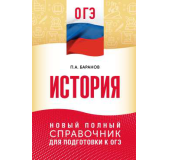 ОГЭ
П.А. БАРАНОВ
ИСТОРИЯ
НОВЫЙ ПОЛНЫЙ
СПРАВОЧНИК
ДЛЯ ПОДГОТОВКИ К ОГЭ